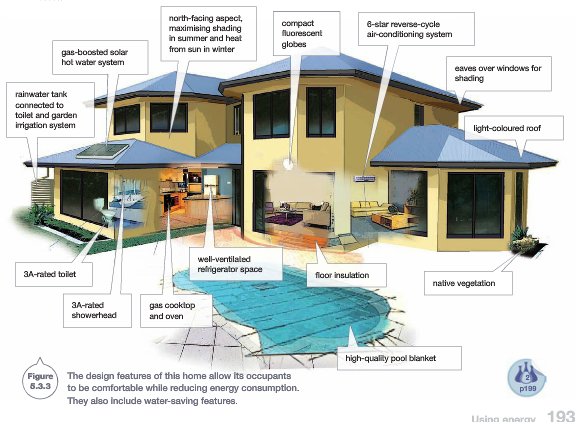 north-facing aspect,
maximising shading
in summer and heat
from sun in winter
compact
fluorescent
globes
6-star reverse-cycle
air-conditioning system
gas-boosted solar
hot water system
eaves over windows for
shading
rainwater tank
connected to
toilet and garden
irrigation system
light-coloured roof
3A-rated toilet
well-ventilated
refrigerator space
floor insulation
native vegetation
3A-rated
showerhead
gas cooktop
and oven
high-quality pool blanket
Figure
5.3.3
The design features of this home allow its occupants
to be comfortable while reducing energy consumption.
They also include water-saving features.
2
p199
Using energy 193